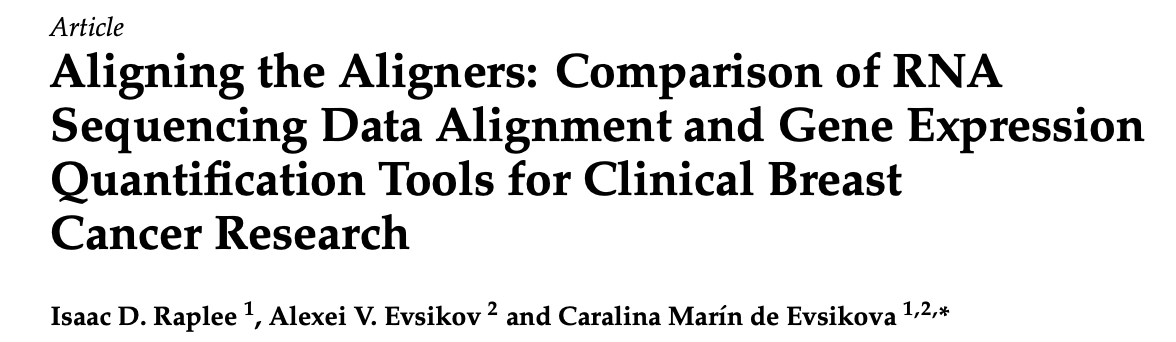 Article
Aligning the Aligners: Comparison of RNA
Sequencing Data Alignment and Gene Expression
Quantification Tools for Clinical Breast
Cancer Research
Isaac D. Raplee 1, Alexei V. Evsikov 2 and Caralina Marín de Evsikova 1,2,*